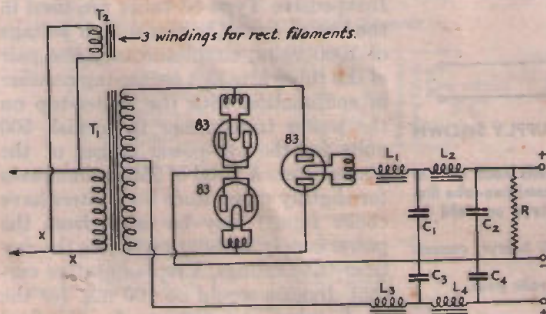 T2
3 windings for rect. filaments.
T1
83
83
83
L1
L2
C1
C2
R
+
-
X
X
C3
C4
L3
L4
+